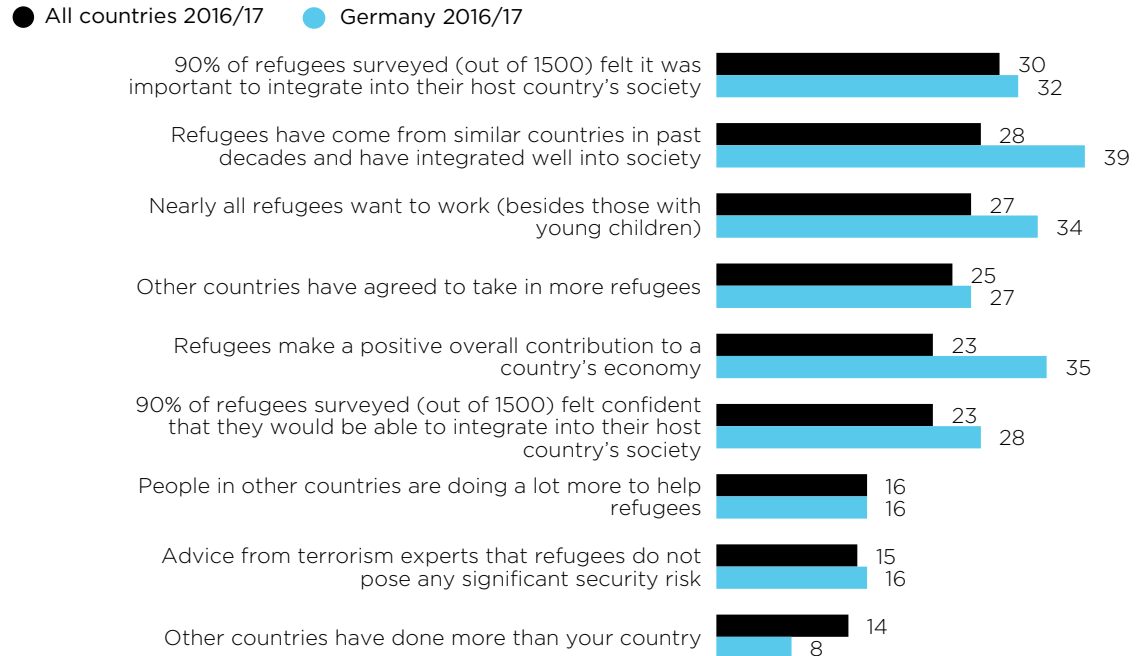 All countries 2016/17 Germany 2016/17
90% of refugees surveyed (out of 1500) felt it was
important to integrate into their host country's society
30
32
Refugees have come from similar countries in past
decades and have integrated well into society
28
39
Nearly all refugees want to work (besides those with
young children)
27
34
Other countries have agreed to take in more refugees
25
27
Refugees make a positive overall contribution to a
country's economy
23
35
90% of refugees surveyed (out of 1500) felt confident
that they would be able to integrate into their host
country's society
23
28
People in other countries are doing a lot more to help
refugees
16
16
Advice from terrorism experts that refugees do not
pose any significant security risk
15
16
Other countries have done more than your country
14
8